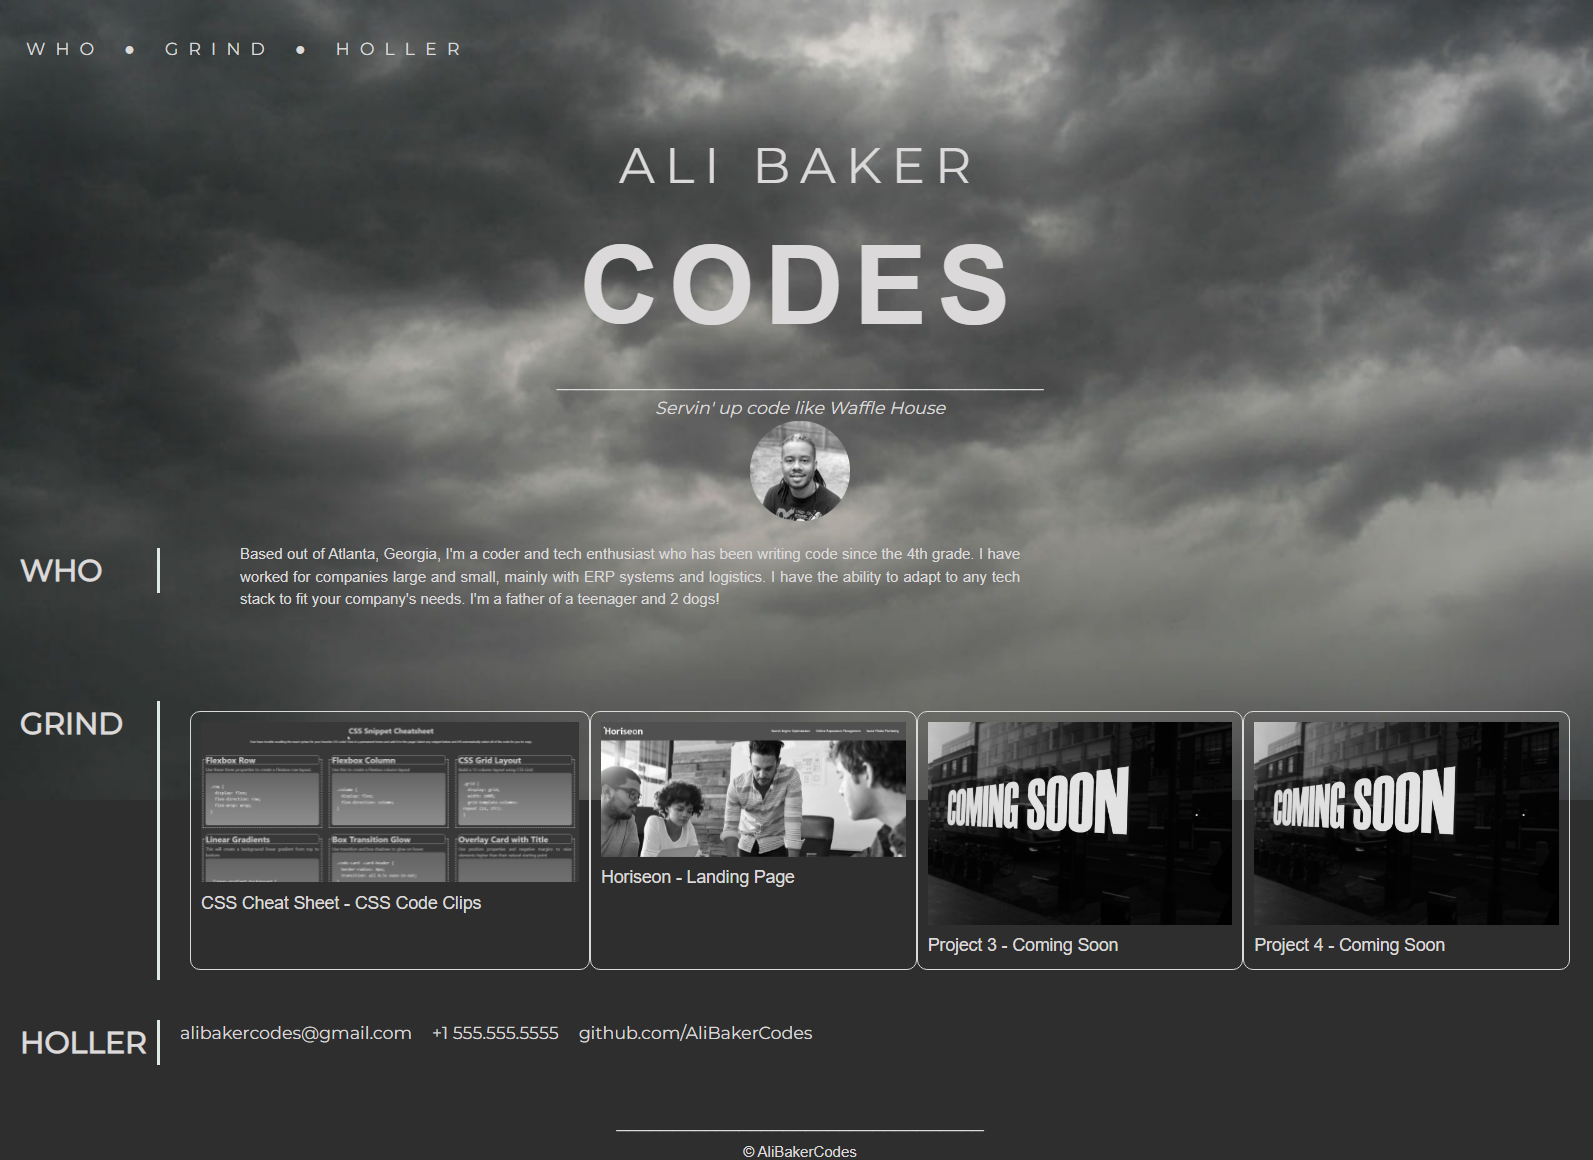 WHO ● GRIND ● HOLLER
ALI BAKER
CODES
Servin' up code like Waffle House
WHO
Based out of Atlanta, Georgia, I'm a coder and tech enthusiast who has been writing code since the 4th grade. I have
worked for companies large and small, mainly with ERP systems and logistics. I have the ability to adapt to any tech
stack to fit your company's needs. I'm a father of a teenager and 2 dogs!
GRIND
CSS Snippet Cheatsheet
Flexbox Row
Flexbox Column
CSS Grid Layout
Linear Gradients
Box Transition Glow
Overlay Card with Title
CSS Cheat Sheet - CSS Code Clips
Horiseon
Horiseon - Landing Page
COMING SOON
Project 3 - Coming Soon
COMING SOON
Project 4 - Coming Soon
HOLLER
alibakercodes@gmail.com +1 555.555.5555 github.com/AliBakerCodes
© AliBakerCodes